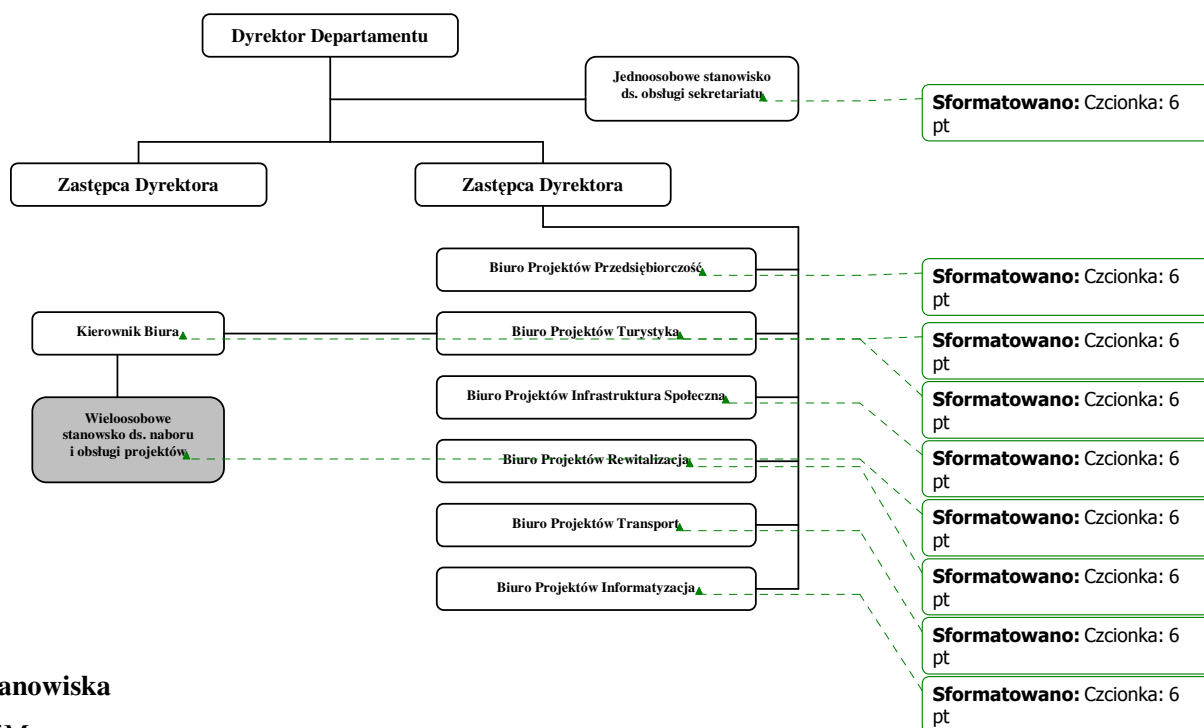 Dyrektor Departamentu
Jednoosobowe stanowisko
ds. obsługi sekretariatu
Sformatowano: Czcionka: 6
pt
Zastępca Dyrektora
Zastępca Dyrektora
Biuro Projektów Przedsiębiorczość
Sformatowano: Czcionka: 6
pt
Kierownik Biura
Biuro Projektów Turystyka
Sformatowano: Czcionka: 6
pt
Sformatowano: Czcionka: 6
pt
Biuro Projektów Infrastruktura Społeczna
Wieloosobowe
stanowsko ds. naboru
i obsługi projektów
Sformatowano: Czcionka: 6
pt
Biuro Projektów Rewitalizacja
Sformatowano: Czcionka: 6
pt
Biuro Projektów Transport
Sformatowano: Czcionka: 6
pt
Biuro Projektów Informatyzacja
Sformatowano: Czcionka: 6
pt
Sformatowano: Czcionka: 6
pt
anowiska